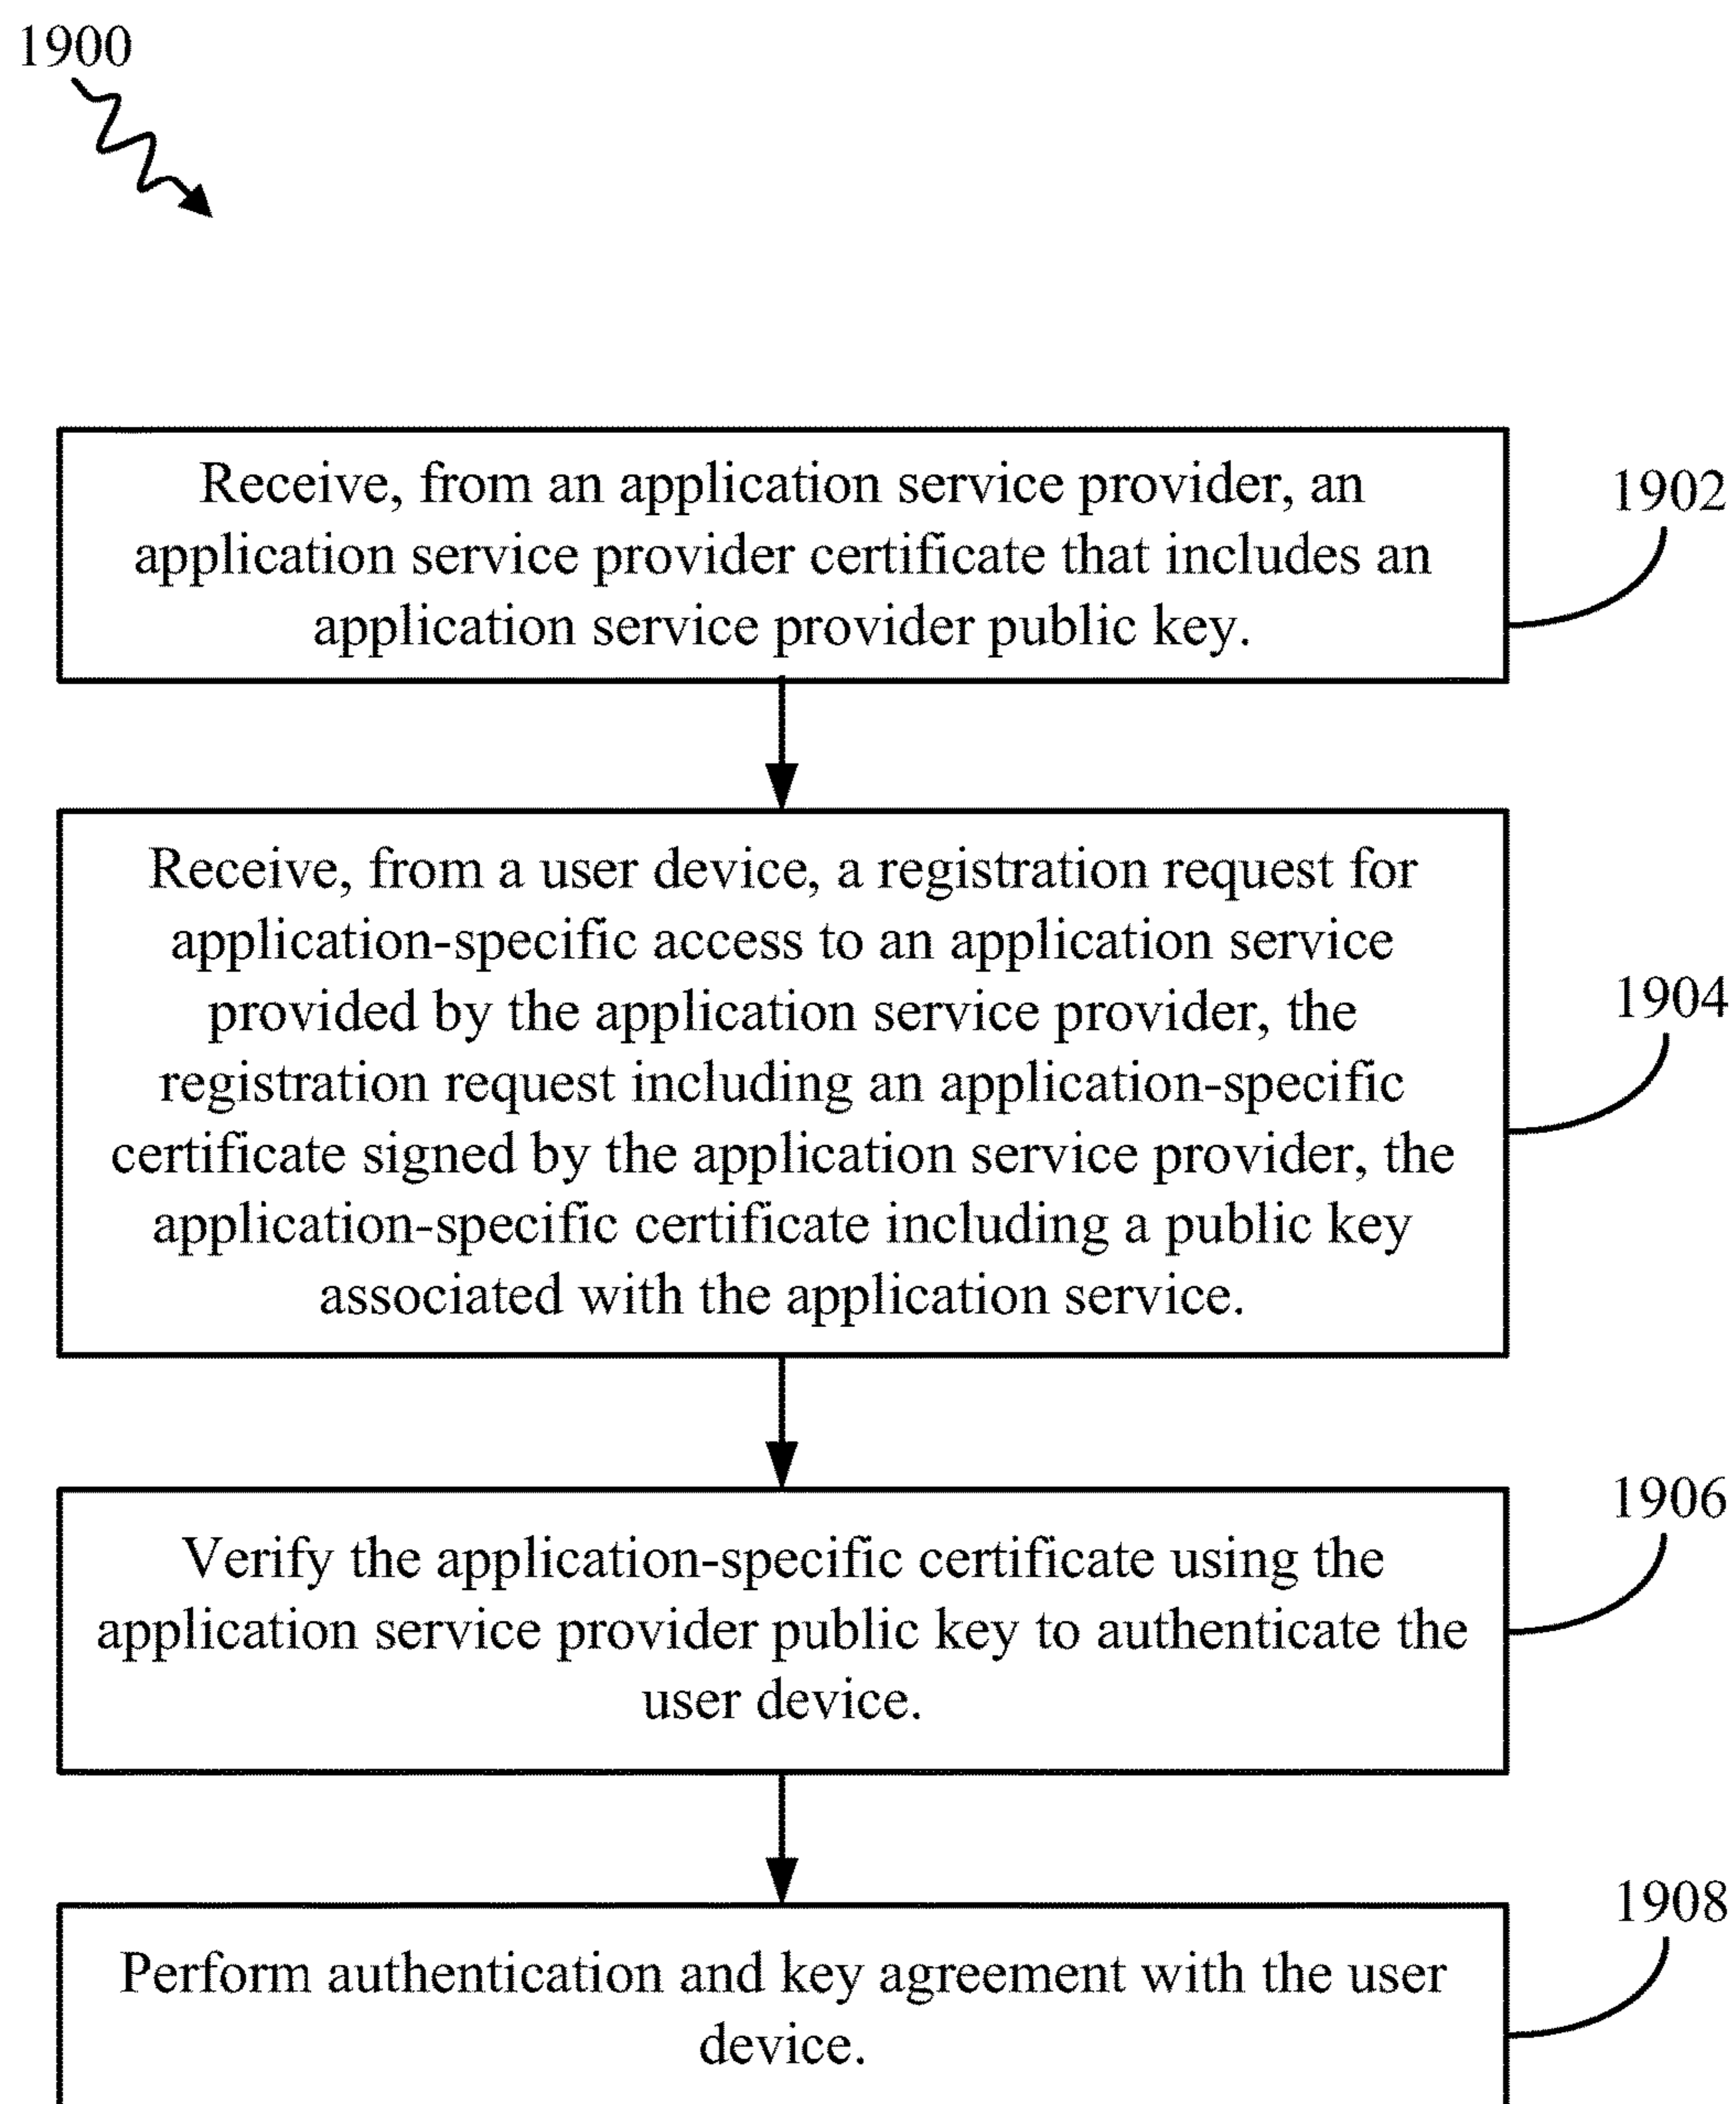 1900
Receive, from an application service provider, an
application service provider certificate that includes an
application service provider public key.
1902
Receive, from a user device, a registration request for
application-specific access to an application service
provided by the application service provider, the
registration request including an application-specific
certificate signed by the application service provider, the
application-specific certificate including a public key
associated with the application service.
1904
Verify the application-specific certificate using the
application service provider public key to authenticate the
user device.
1906
Perform authentication and key agreement with the user
device.
1908